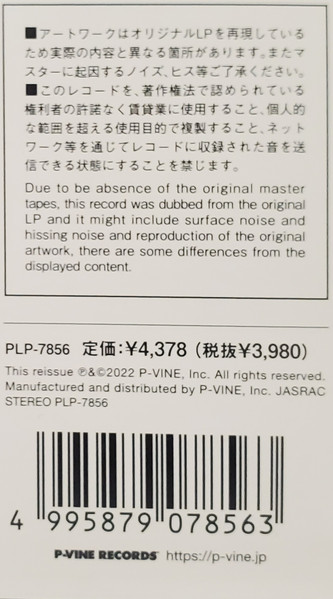 ■アートワークはオリジナルLPを再現している
ため実際の内容と異なる箇所があります。またマ
スターに起因するノイズ、ヒス等ご了承ください。
■このレコードを、著作権法で認められている
権利者の許諾なく賃貸業に使用すること、個人的
な範囲を超える使用目的で複製すること、ネット
ワーク等を通じてレコードに収録された音を送
信できる状態にすることを禁じます。
Due to be absence of the original master
tapes, this record was dubbed from the original
LP and it might include surface noise and
hissing noise and reproduction of the original
artwork, there are some differences from the
displayed content.
PLP-7856 定価:¥4,378 (税抜¥3,980)
This reissue ℗&©2022 P-VINE, Inc. All rights reserved.
Manufactured and distributed by P-VINE, Inc. JASRAC
STEREO PLP-7856
4 995879 078563
P-VINE RECORDS https://p-vine.jp